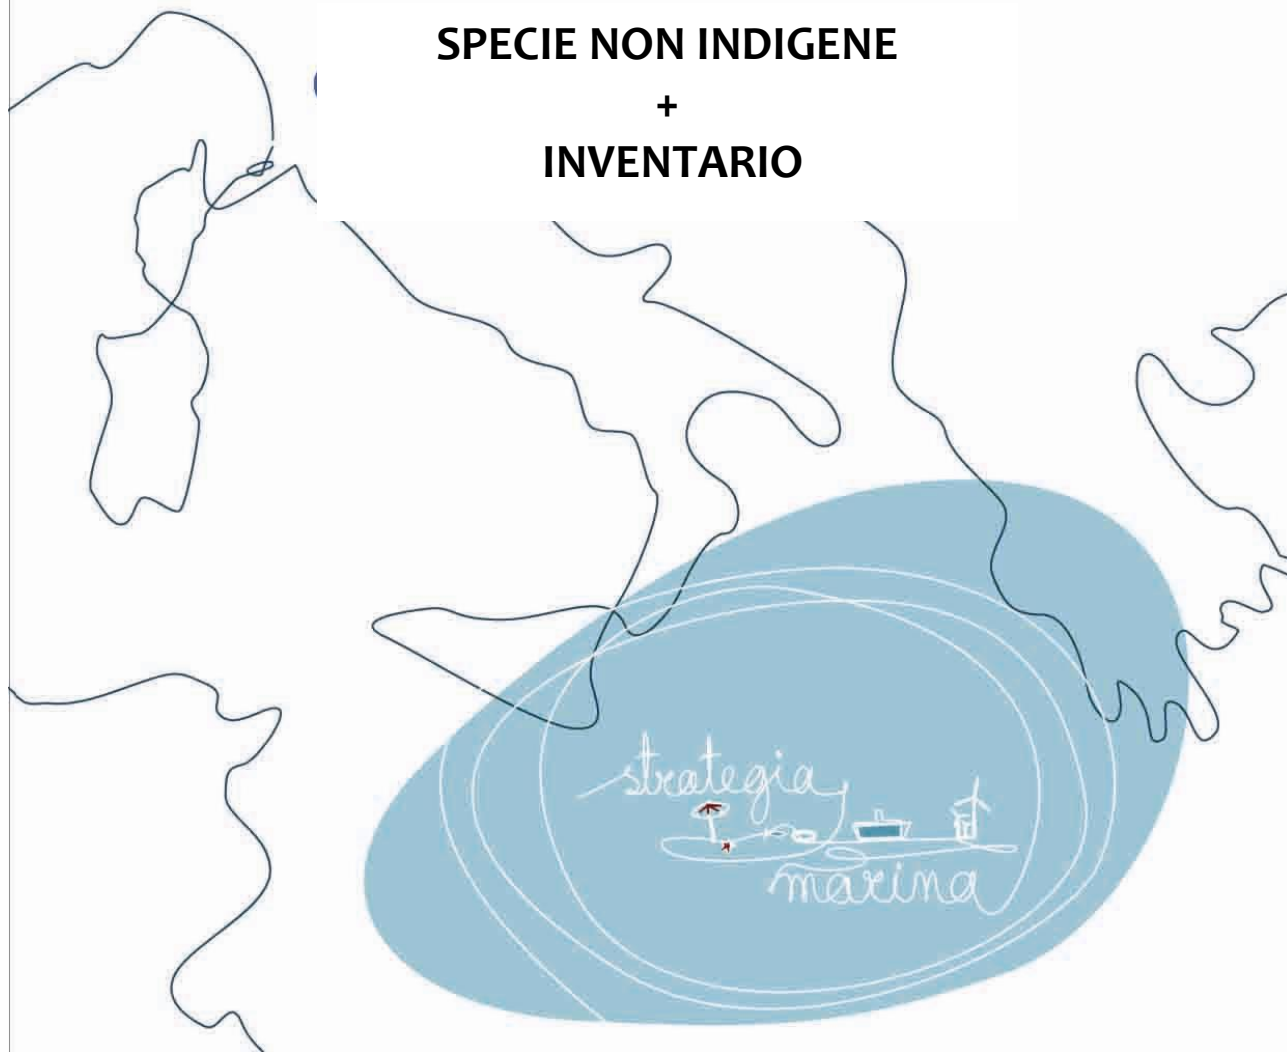 SPECIE NON INDIGENE
+
INVENTARIO
strategia
marina